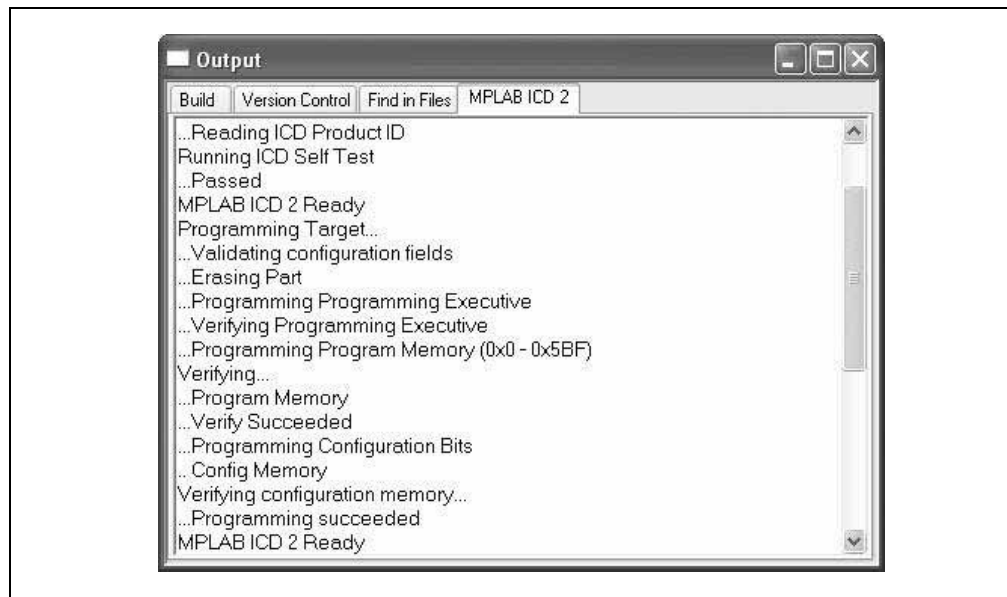 Output
Build Version Control Find in Files MPLAB ICD 2
...Reading ICD Product ID
Running ICD Self Test
...Passed
MPLAB ICD 2 Ready
Programming Target...
...Validating configuration fields
...Erasing Part
...Programming Programming Executive
...Verifying Programming Executive
...Programming Program Memory (0x0 - 0x5BF)
Verifying...
...Program Memory
...Verify Succeeded
...Programming Configuration Bits
.. Config Memory
Verifying configuration memory...
...Programming succeeded
MPLAB ICD 2 Ready